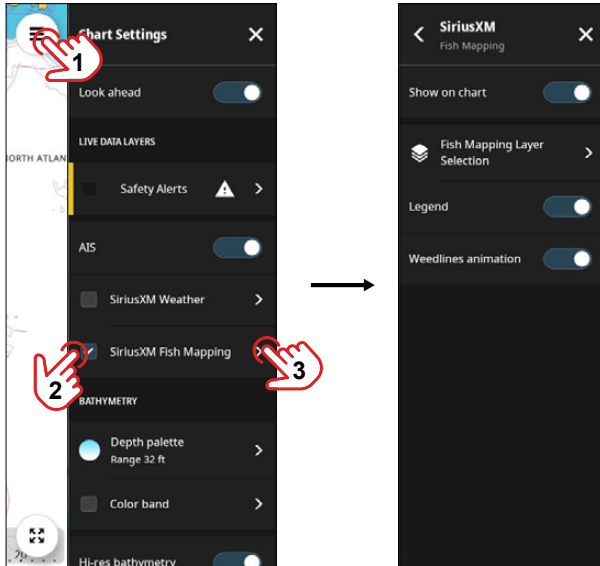 Chart Settings
1
Look ahead
LIVE DATA LAYERS
NORTH ATLAN
Safety Alerts
AIS
SiriusXM Weather
SiriusXM Fish Mapping
2
3
BATHYMETRY
Depth palette
Range 32 ft
Color band
20
Hi-res bathymetry
SiriusXM
Fish Mapping
Show on chart
Fish Mapping Layer
Selection
Legend
Weedlines animation